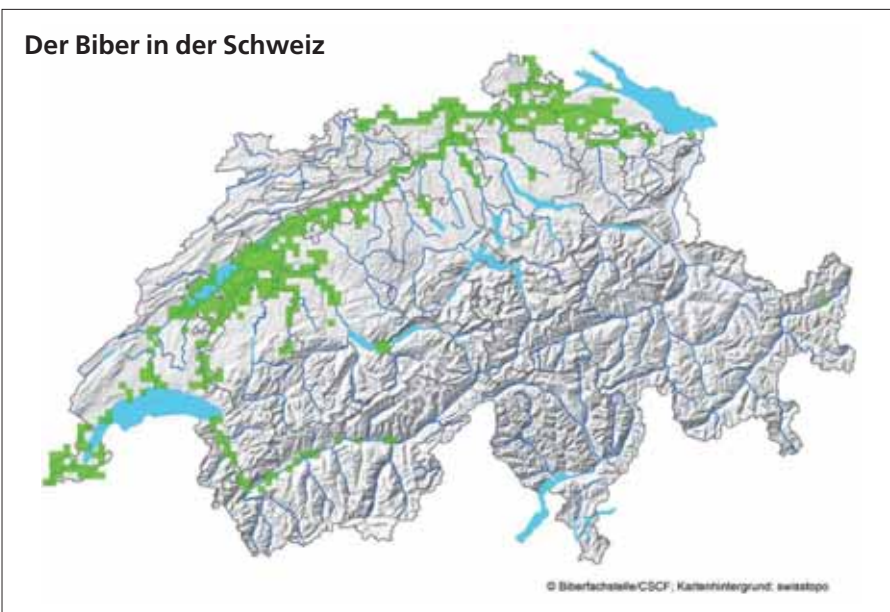 Der Biber in der Schweiz
© Biberfachstelle/CSCF; Kartenhintergrund: swisstopo